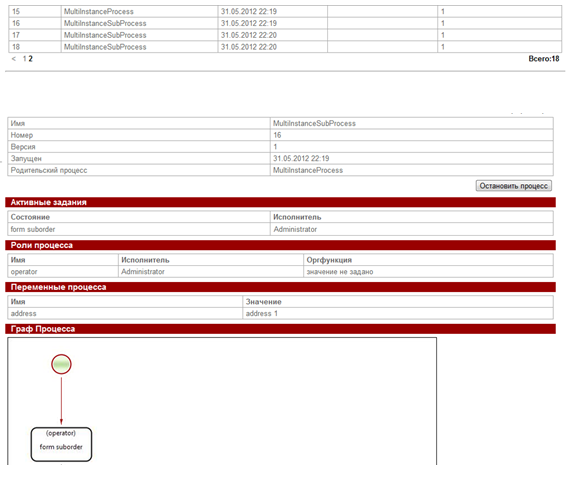 15 MultiInstanceProcess 31.05.2012 22:19 1
16 MultiInstanceSubProcess 31.05.2012 22:19 1
17 MultiInstanceSubProcess 31.05.2012 22:20 1
18 MultiInstanceSubProcess 31.05.2012 22:20 1
< 1 2 Всего:18
Имя MultiInstanceSubProcess
Номер 16
Версия 1
Запущен 31.05.2012 22:19
Родительский процесс MultiInstanceProcess
Остановить процесс
Активные задания
Состояние Исполнитель
form suborder Administrator
Роли процесса
Имя Исполнитель Оргфункция
operator Administrator значение не задано
Переменные процесса
Имя Значение
address address 1
Граф Процесса
(operator)
form suborder